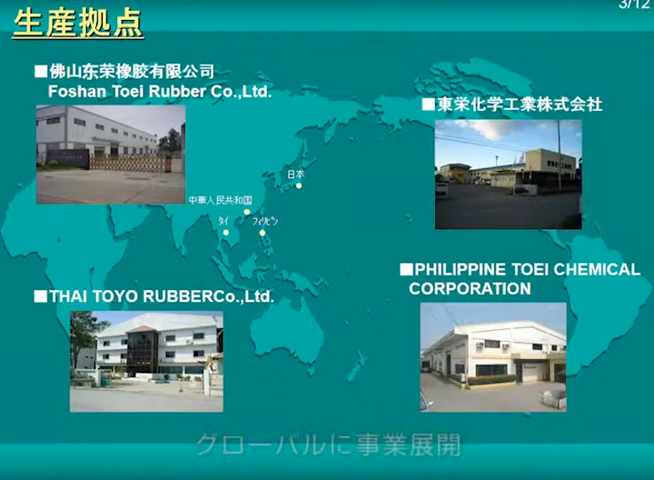 3/12
生産拠点
■佛山东荣橡胶有限公司
Foshan Toei Rubber Co.,Ltd.
■東栄化学工業株式会社
日本
中華人民共和国
タイ
フィリピン
■THAI TOYO RUBBERCo.,Ltd.
■PHILIPPINE TOEI CHEMICAL
CORPORATION
グローバルに事業展開